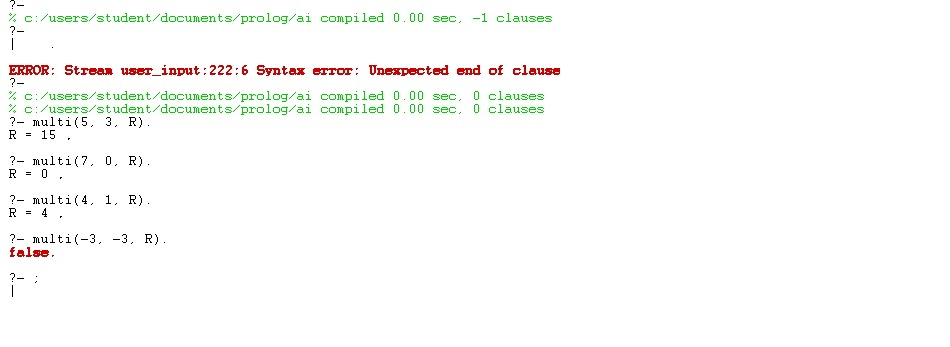 ?-
% c:/users/student/documents/prolog/ai compiled 0.00 sec, -1 clauses
?-
|    .
ERROR: Stream user_input:222:6 Syntax error: Unexpected end of clause
?-
% c:/users/student/documents/prolog/ai compiled 0.00 sec, 0 clauses
% c:/users/student/documents/prolog/ai compiled 0.00 sec, 0 clauses
?- multi(5, 3, R).
R = 15 .
?- multi(7, 0, R).
R = 0 .
?- multi(4, 1, R).
R = 4 .
?- multi(-3, -3, R).
false.
?- ;
|